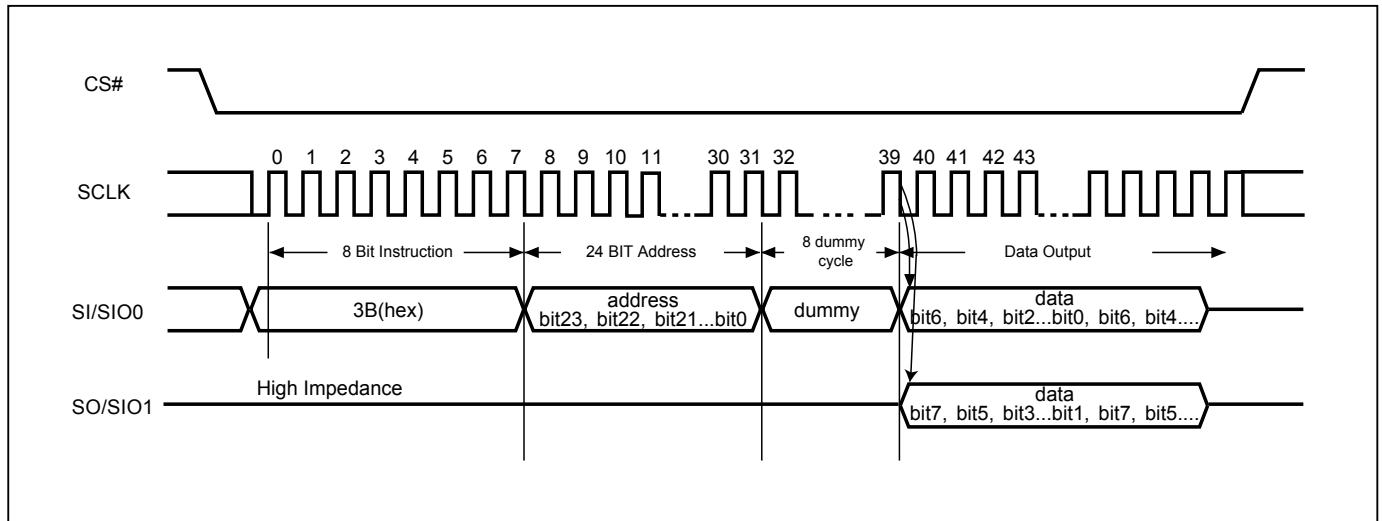 CS#
0 1 2 3 4 5 6 7 8 9 10 11 30 31 32 39 40 41 42 43
SCLK
8 Bit Instruction
24 BIT Address
8 dummy
cycle
Data Output
SI/SIO0
3B(hex)
address
bit23, bit22, bit21...bit0
dummy
data
bit6, bit4, bit2...bit0, bit6, bit4....
High Impedance
SO/SIO1
data
bit7, bit5, bit3...bit1, bit7, bit5....